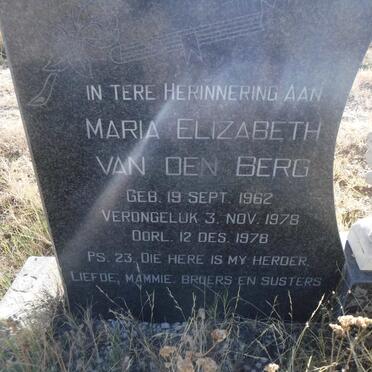 IN TERE HERINNERING AAN
MARIA ELIZABETH
VAN DEN BERG
GEB. 19 SEPT. 1962
VERONGELUK 3. NOV. 1978
OORL. 12 DES. 1978
PS. 23. DIE HERE IS MY HERDER.
LIEFDE, MAMMIE, BROERS EN SUSTERS